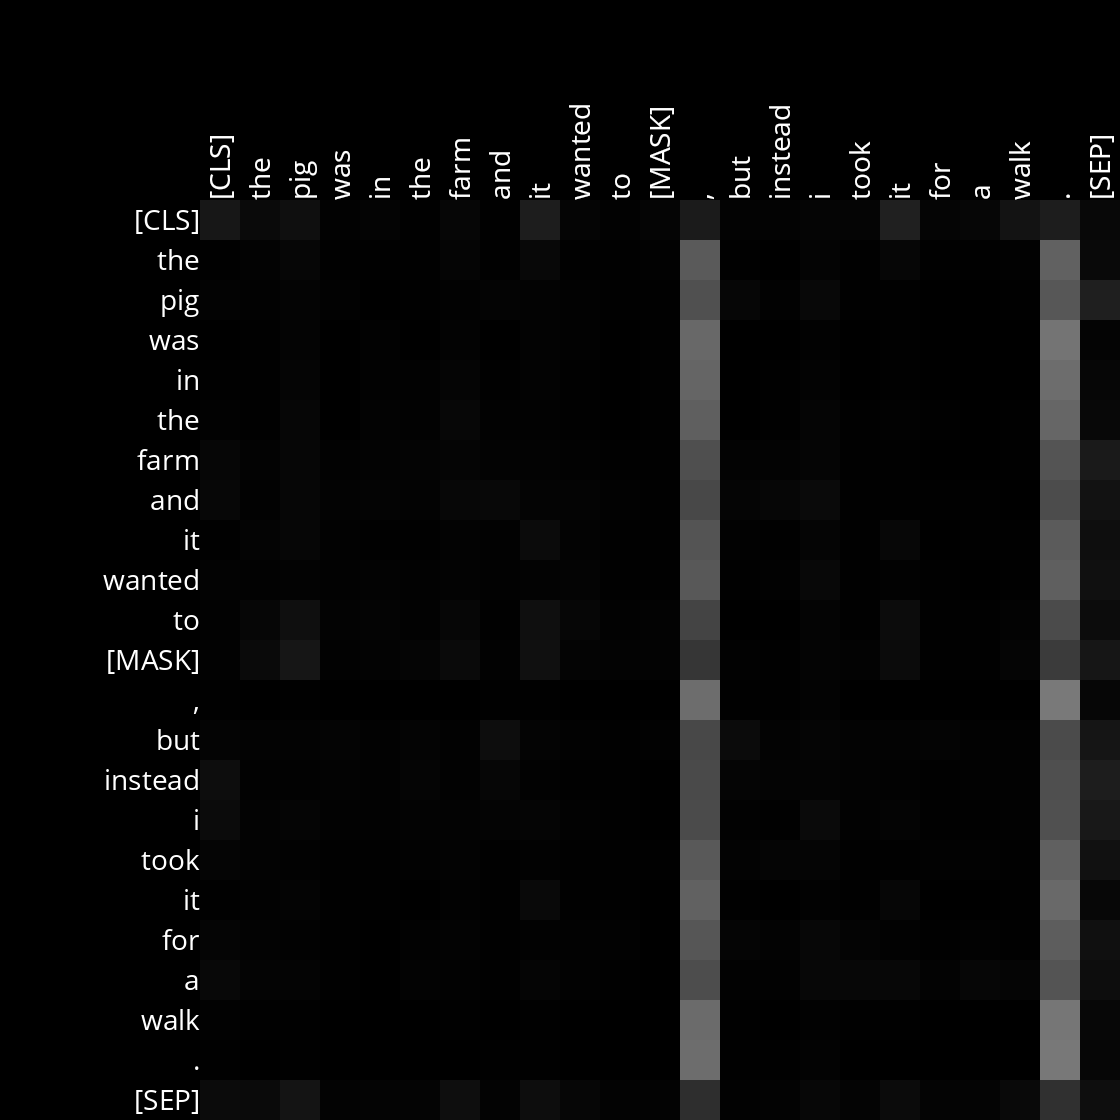 [CLS] the pig was in the farm and it wanted to [MASK] , but instead i took it for a walk . [SEP]
[CLS]
the
pig
was
in
the
farm
and
it
wanted
to
[MASK]
,
but
instead
i
took
it
for
a
walk
.
[SEP]